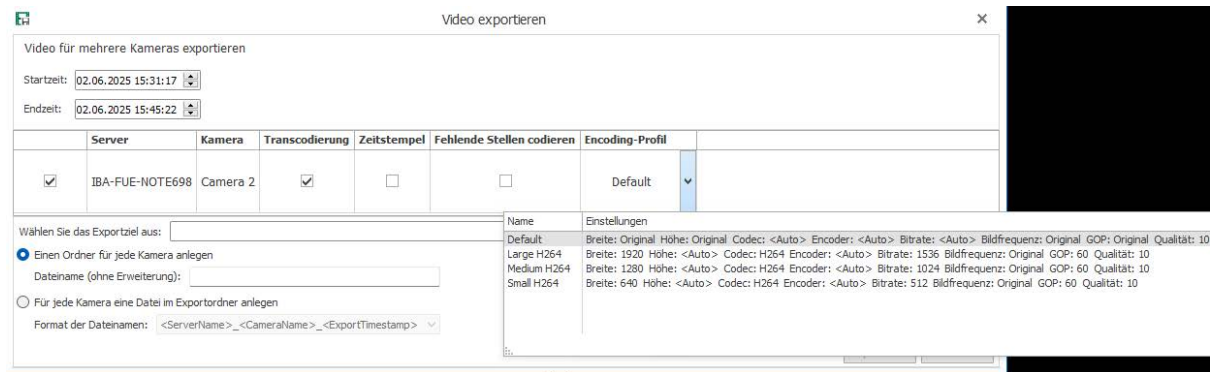 Video exportieren
Video für mehrere Kameras exportieren
Startzeit: 02.06.2025 15:31:17
Endzeit: 02.06.2025 15:45:22
Server Kamera Transcodierung Zeitstempel Fehlende Stellen codieren Encoding-Profil
IBA-FUE-NOTE698 Camera 2 Default
Wählen Sie das Exportziel aus:
Einen Ordner für jede Kamera anlegen
Dateiname (ohne Erweiterung):
Für jede Kamera eine Datei im Exportordner anlegen
Format der Dateinamen: <ServerName>_<CameraName>_<ExportTimestamp>
Name Einstellungen
Default Breite: Original Höhe: Original Codec: <Auto> Encoder: <Auto> Bitrate: <Auto> Bildfrequenz: Original GOP: Original Qualität: 10
Large H264 Breite: 1920 Höhe: <Auto> Codec: H264 Encoder: <Auto> Bitrate: 1536 Bildfrequenz: Original GOP: 60 Qualität: 10
Medium H264 Breite: 1280 Höhe: <Auto> Codec: H264 Encoder: <Auto> Bitrate: 1024 Bildfrequenz: Original GOP: 60 Qualität: 10
Small H264 Breite: 640 Höhe: <Auto> Codec: H264 Encoder: <Auto> Bitrate: 512 Bildfrequenz: Original GOP: 60 Qualität: 10